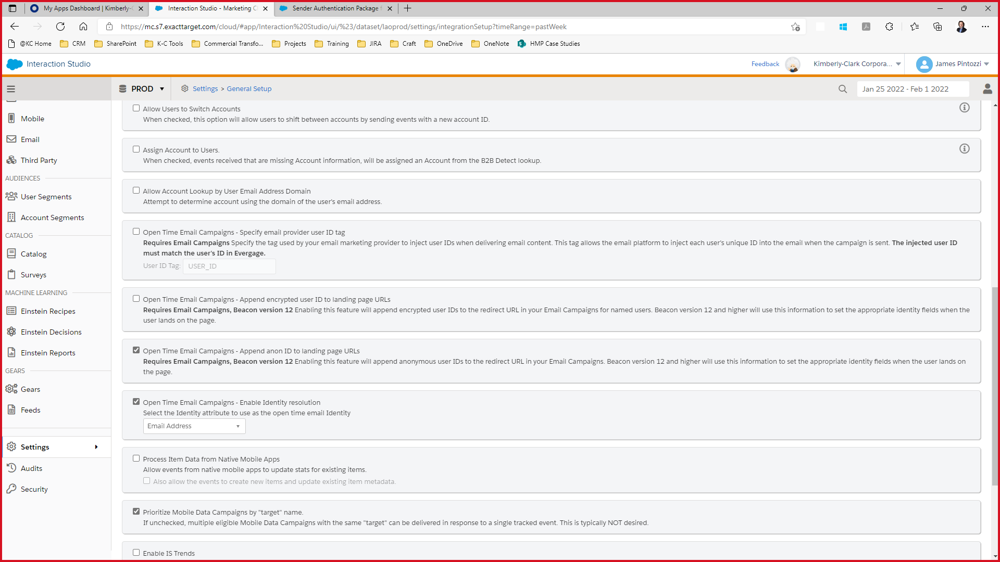 My Apps Dashboard | Kimberly-C
Interaction Studio - Marketing C
Sender Authentication Package f
https://mc.s7.exacttarget.com/cloud/#app/Interaction%20Studio/ui/%23/dataset/laoprod/settings/integrationSetup?timeRange=pastWeek
@KC Home
CRM
SharePoint
K-C Tools
Commercial Transfo...
Projects
Training
JIRA
Craft
OneDrive
OneNote
HMP Case Studies
Interaction Studio
Feedback
Kimberly-Clark Corpora...
James Pintozzi
PROD
Settings > General Setup
Jan 25 2022 - Feb 1 2022
Mobile
Email
Third Party
AUDIENCES
User Segments
Account Segments
CATALOG
Catalog
Surveys
MACHINE LEARNING
Einstein Recipes
Einstein Decisions
Einstein Reports
GEARS
Gears
Feeds
Settings
Audits
Security
Allow Users to Switch Accounts
When checked, this option will allow users to shift between accounts by sending events with a new account ID.
Assign Account to Users.
When checked, events received that are missing Account information, will be assigned an Account from the B2B Detect lookup.
Allow Account Lookup by User Email Address Domain
Attempt to determine account using the domain of the user's email address.
Open Time Email Campaigns - Specify email provider user ID tag
Requires Email Campaigns Specify the tag used by your email marketing provider to inject user IDs when delivering email content. This tag allows the email platform to inject each user's unique ID into the email when the campaign is sent. The injected user ID
must match the user's ID in Evergage.
User ID Tag: USER_ID
Open Time Email Campaigns - Append encrypted user ID to landing page URLs
Requires Email Campaigns, Beacon version 12 Enabling this feature will append encrypted user IDs to the redirect URL in your Email Campaigns for named users. Beacon version 12 and higher will use this information to set the appropriate identity fields when the
user lands on the page.
Open Time Email Campaigns - Append anon ID to landing page URLs
Requires Email Campaigns, Beacon version 12 Enabling this feature will append anonymous user IDs to the redirect URL in your Email Campaigns. Beacon version 12 and higher will use this information to set the appropriate identity fields when the user lands on
the page.
Open Time Email Campaigns - Enable Identity resolution
Select the Identity attribute to use as the open time email Identity
Email Address
Process Item Data from Native Mobile Apps
Allow events from native mobile apps to update stats for existing items.
Also allow the events to create new items and update existing item metadata.
Prioritize Mobile Data Campaigns by "target" name.
If unchecked, multiple eligible Mobile Data Campaigns with the same "target" can be delivered in response to a single tracked event. This is typically NOT desired.
Enable IS Trends